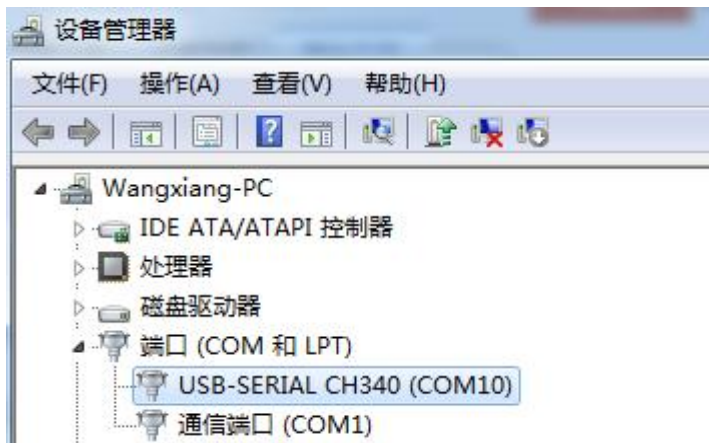 设备管理器
文件(F) 操作(A) 查看(V) 帮助(H)
Wangxiang-PC
IDE ATA/ATAPI 控制器
处理器
磁盘驱动器
端口 (COM 和 LPT)
USB-SERIAL CH340 (COM10)
通信端口 (COM1)